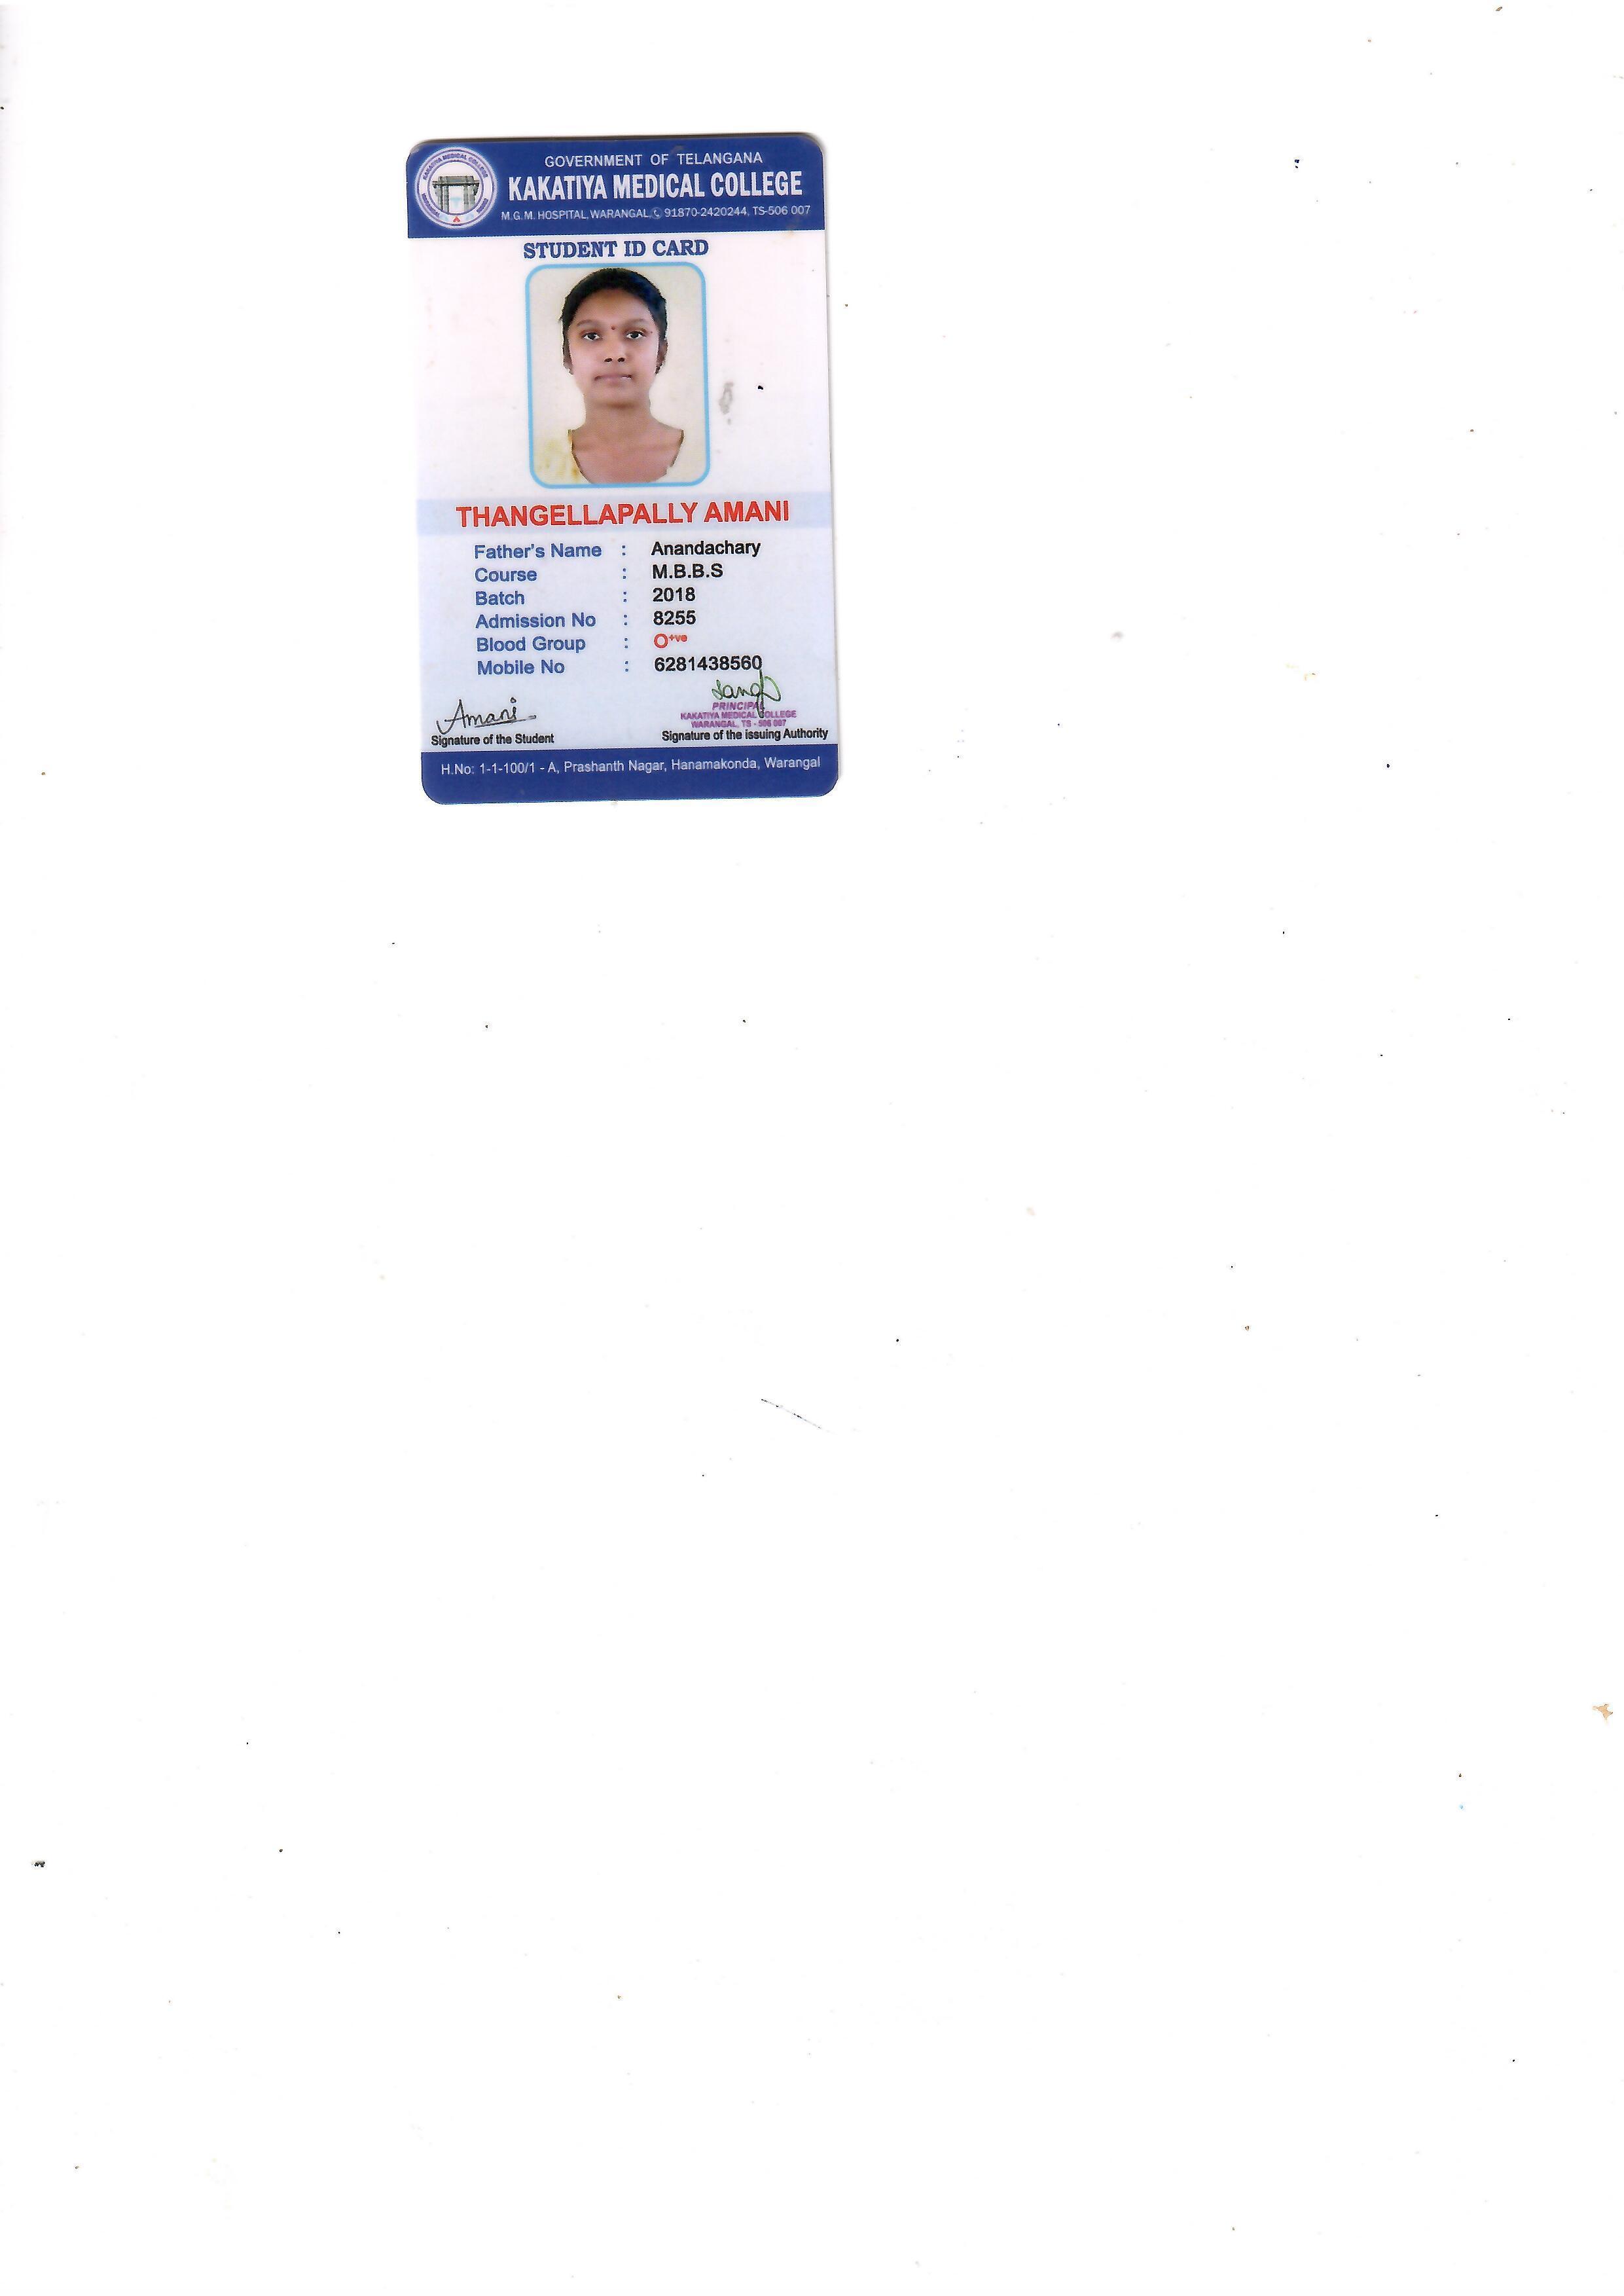 GOVERNMENT OF TELANGANA
KAKATIYA MEDICAL COLLEGE
M.G.M. HOSPITAL, WARANGAL. 91870-2420244, TS-506 007
STUDENT ID CARD
THANGELLAPALLY AMANI
Father's Name : Anandachary
Course : M.B.B.S
Batch : 2018
Admission No : 8255
Blood Group : O+ve
Mobile No : 6281438560
Amani
PRINCIPAL
KAKATIYA MEDICAL COLLEGE
WARANGAL, TS - 506 007
Signature of the Student
Signature of the issuing Authority
H.No: 1-1-100/1 - A, Prashanth Nagar, Hanamakonda, Warangal